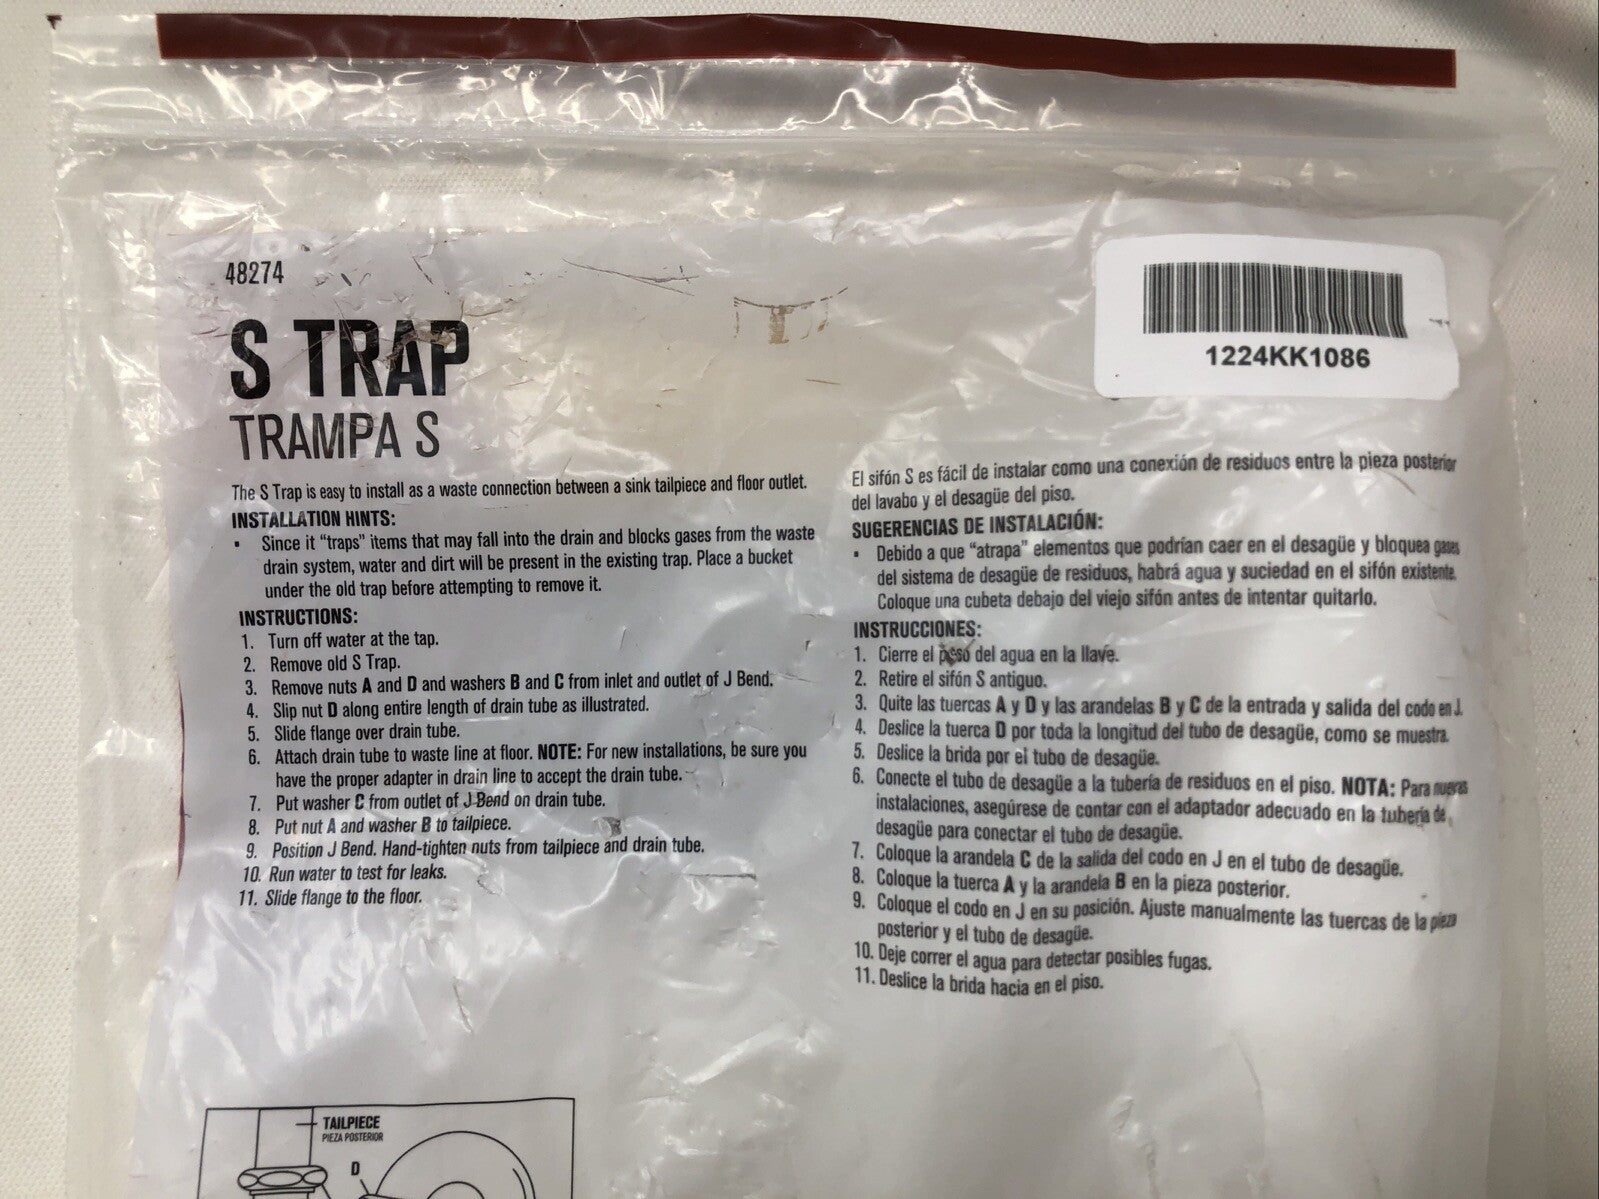 48274
S TRAP
TRAMPA S
The S Trap is easy to install as a waste connection between a sink tailpiece and floor outlet.
INSTALLATION HINTS:
• Since it “traps” items that may fall into the drain and blocks gases from the waste
drain system, water and dirt will be present in the existing trap. Place a bucket
under the old trap before attempting to remove it.
INSTRUCTIONS:
1. Turn off water at the tap.
2. Remove old S Trap.
3. Remove nuts A and D and washers B and C from inlet and outlet of J Bend.
4. Slip nut D along entire length of drain tube as illustrated.
5. Slide flange over drain tube.
6. Attach drain tube to waste line at floor. NOTE: For new installations, be sure you
have the proper adapter in drain line to accept the drain tube.
7. Put washer C from outlet of J Bend on drain tube.
8. Put nut A and washer B to tailpiece.
9. Position J Bend. Hand-tighten nuts from tailpiece and drain tube.
10. Run water to test for leaks.
11. Slide flange to the floor.
1224KK1086
El sifón S es fácil de instalar como una conexión de residuos entre la pieza posterior
del lavabo y el desagüe del piso.
SUGERENCIAS DE INSTALACIÓN:
• Debido a que “atrapa” elementos que podrían caer en el desagüe y bloquea gases
del sistema de desagüe de residuos, habrá agua y suciedad en el sifón existente.
Coloque una cubeta debajo del viejo sifón antes de intentar quitarlo.
INSTRUCCIONES:
1. Cierre el paso del agua en la llave.
2. Retire el sifón S antiguo.
3. Quite las tuercas A y D y las arandelas B y C de la entrada y salida del codo en J.
4. Deslice la tuerca D por toda la longitud del tubo de desagüe, como se muestra.
5. Deslice la brida por el tubo de desagüe.
6. Conecte el tubo de desagüe a la tubería de residuos en el piso. NOTA: Para nuevas
instalaciones, asegúrese de contar con el adaptador adecuado en la tubería de
desagüe para conectar el tubo de desagüe.
7. Coloque la arandela C de la salida del codo en J en el tubo de desagüe.
8. Coloque la tuerca A y la arandela B en la pieza posterior.
9. Coloque el codo en J en su posición. Ajuste manualmente las tuercas de la pieza
posterior y el tubo de desagüe.
10. Deje correr el agua para detectar posibles fugas.
11. Deslice la brida hacia en el piso.
TAILPIECE
PIEZA POSTERIOR
D